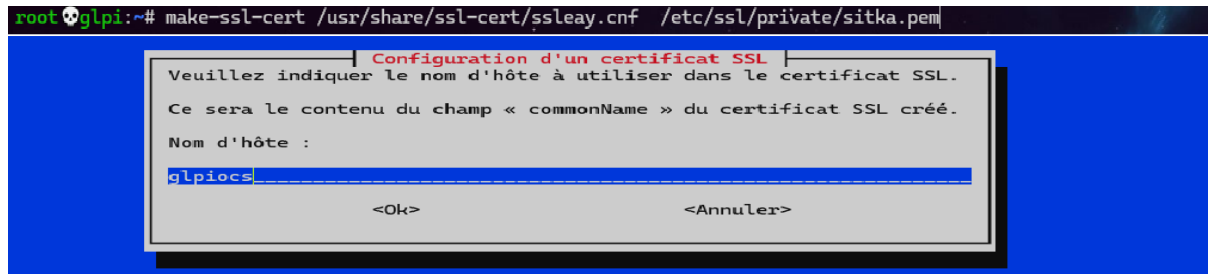 root💀glpi:~# make-ssl-cert /usr/share/ssl-cert/ssleay.cnf  /etc/ssl/private/sitka.pem
Configuration d'un certificat SSL
Veuillez indiquer le nom d'hôte à utiliser dans le certificat SSL.
Ce sera le contenu du champ « commonName » du certificat SSL créé.
Nom d'hôte :
glpiocs
<Ok> <Annuler>